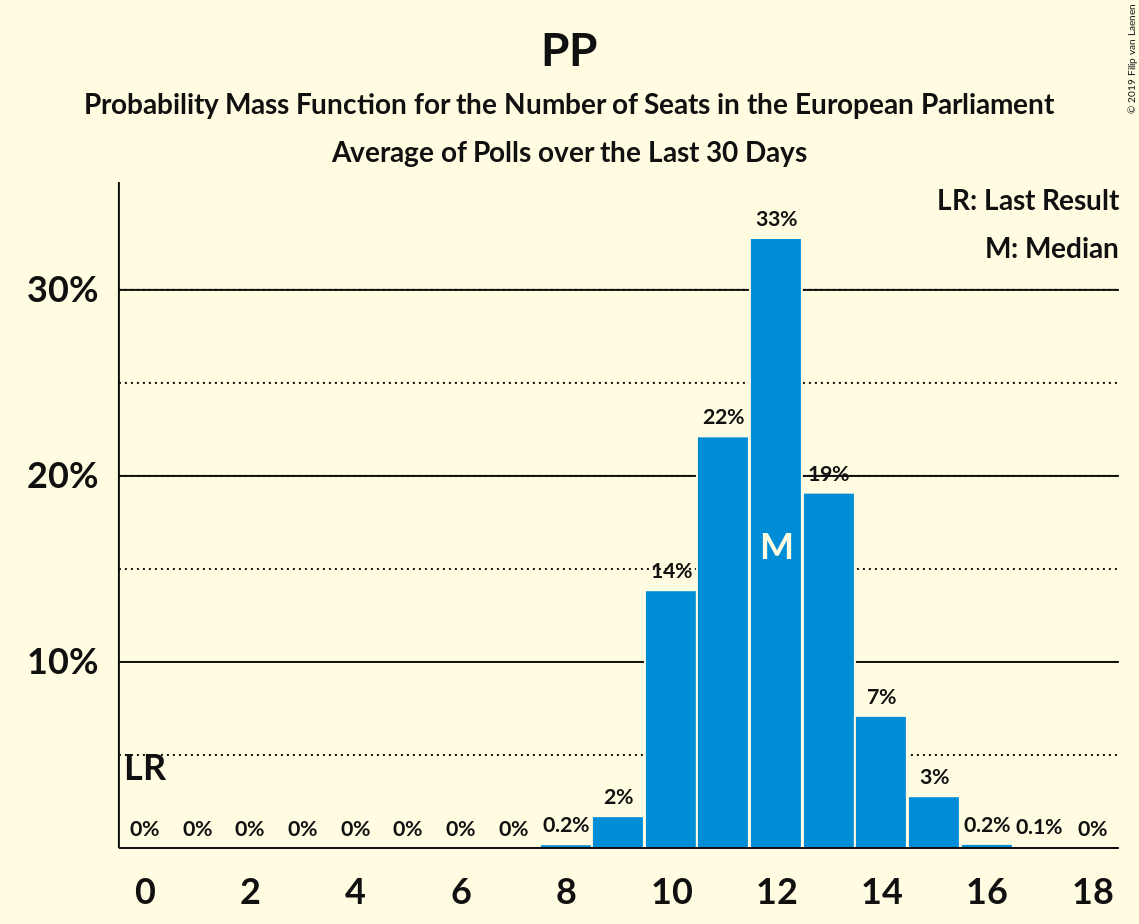 PP
Probability Mass Function for the Number of Seats in the European Parliament
Average of Polls over the Last 30 Days
© 2019 Filip van Laenen
LR: Last Result
M: Median
33%
30%
22%
20%
19%
M
14%
10%
7%
LR
3%
2%
0% 0% 0% 0% 0% 0% 0% 0% 0.2% 0.2% 0.1% 0%
0 2 4 6 8 10 12 14 16 18